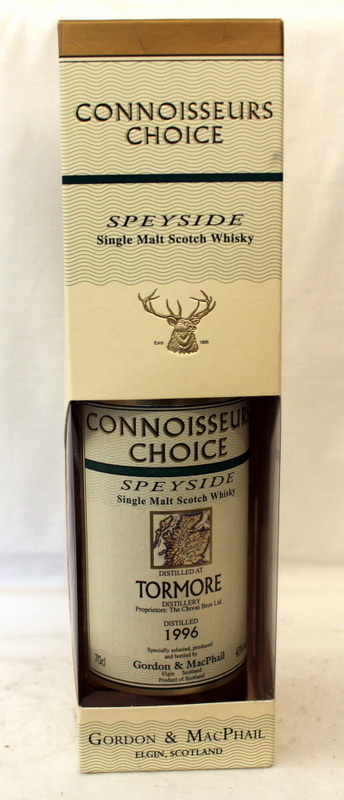 CONNOISSEURS
CHOICE
SPEYSIDE
Single Malt Scotch Whisky
Estd 1895
CONNOISSEURS
CHOICE
SPEYSIDE
Single Malt Scotch Whisky
DISTILLED AT
TORMORE
DISTILLERY
Proprietors: The Chivas Bros Ltd
DISTILLED
1996
Specially selected, produced
and bottled by
70cl Gordon & MacPhail
Elgin Scotland
Product of Scotland
GORDON & MACPHAIL
ELGIN, SCOTLAND